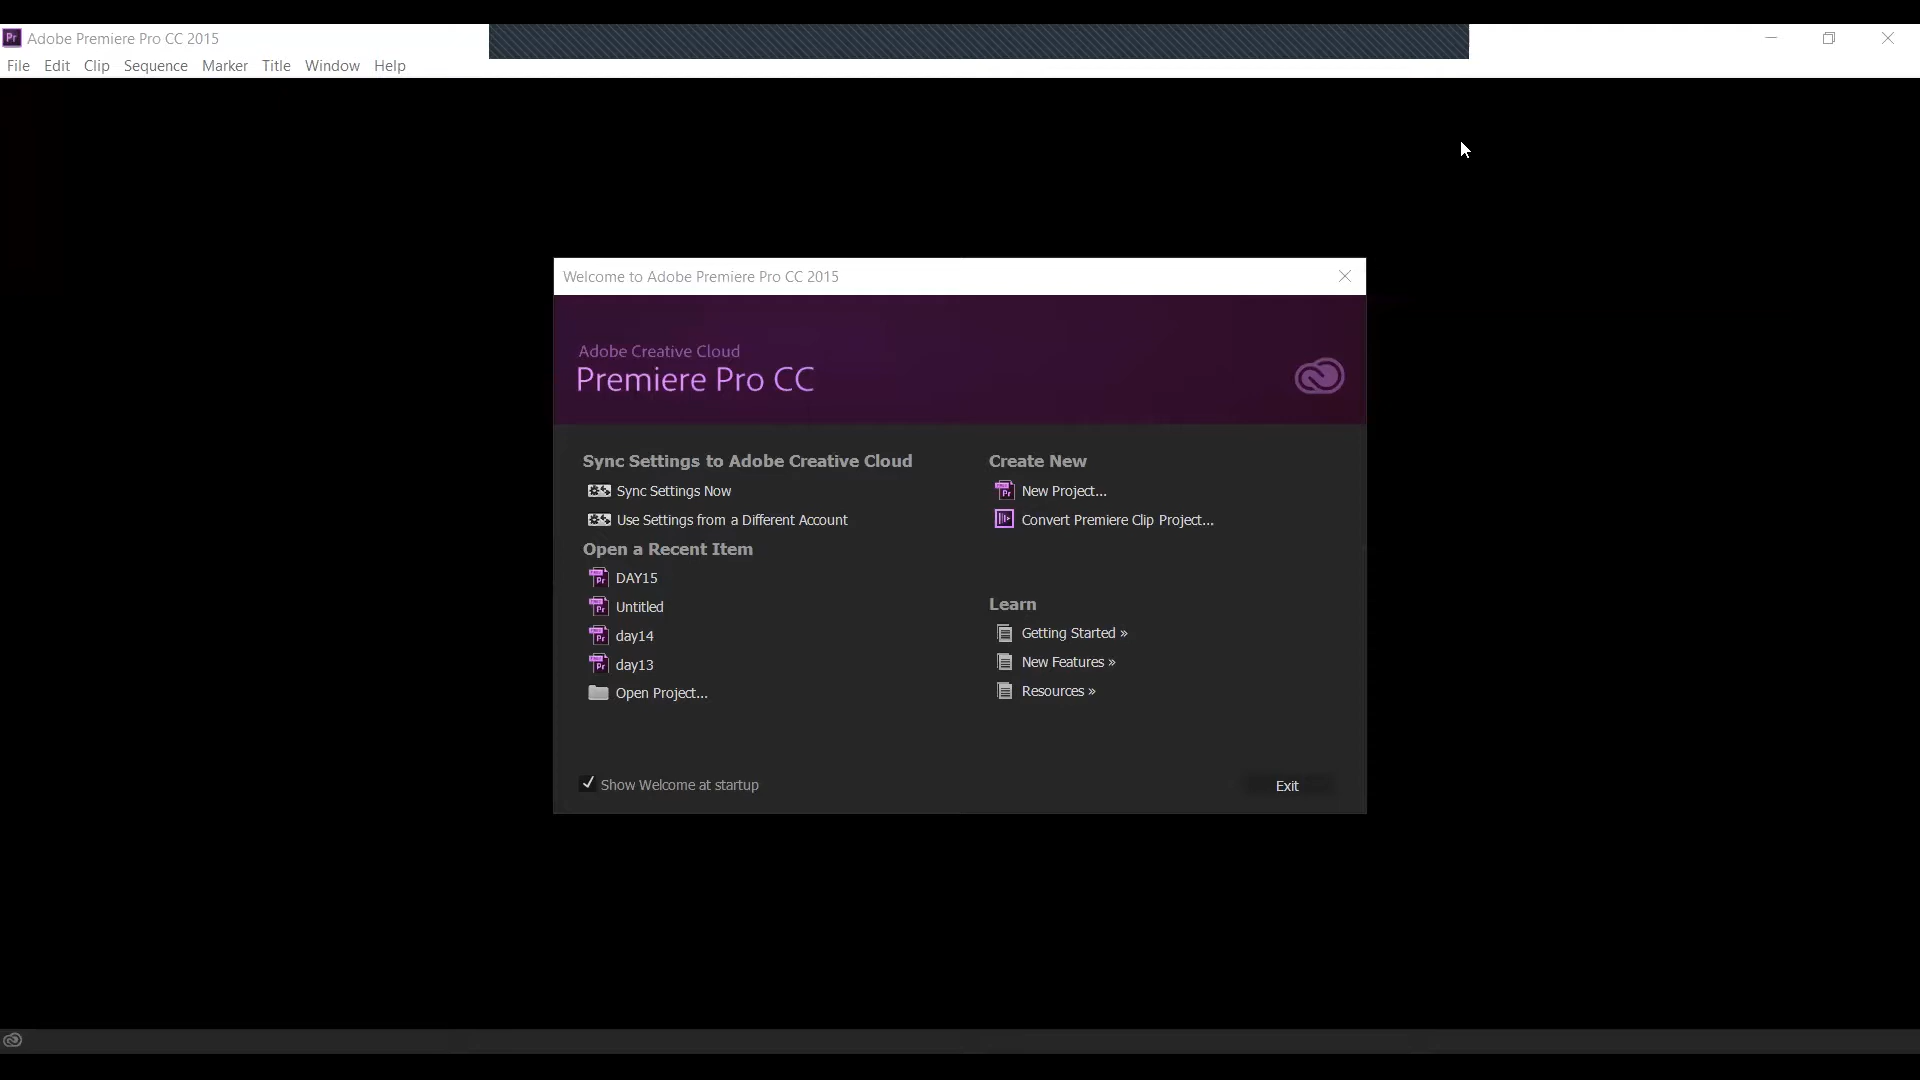 Adobe Premiere Pro CC 2015
File Edit Clip Sequence Marker Title Window Help
Welcome to Adobe Premiere Pro CC 2015
Adobe Creative Cloud
Premiere Pro CC
Sync Settings to Adobe Creative Cloud
Sync Settings Now
Use Settings from a Different Account
Open a Recent Item
DAY15
Untitled
day14
day13
Open Project...
Create New
New Project...
Convert Premiere Clip Project...
Learn
Getting Started »
New Features »
Resources »
Show Welcome at startup
Exit